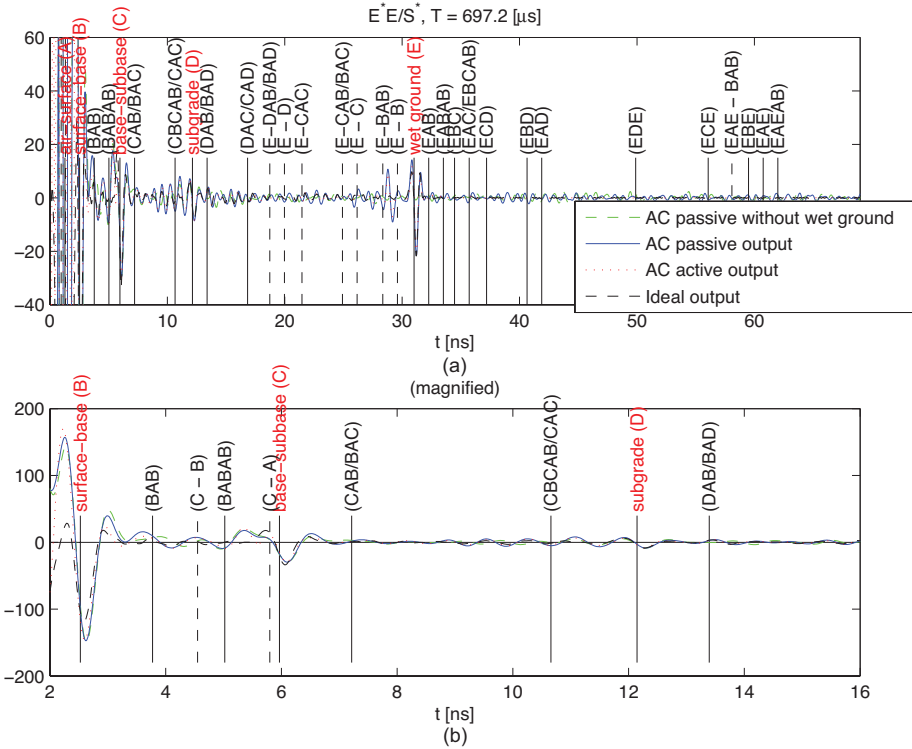 E*E/S*, T = 697.2 [μs]
60
40
20
0
−20
−40
air−surface (A)
surface−base (B)
(BAB)
(BABAB)
base−subbase (C)
(CAB/BAC)
(CBCAB/CAC)
subgrade (D)
(DAB/BAD)
(DAC/CAD)
(E−DAB/BAD)
(E − D)
(E−CAC)
(E−CAB/BAC)
(E − C)
(E−BAB)
(E − B)
wet ground (E)
(EAB)
(EABAB)
(EBC)
(EAC/EBCAB)
(ECD)
(EBD)
(EAD)
(EDE)
(ECE)
(EAE − BAB)
(EBE)
(EAE)
(EAEAB)
AC passive without wet ground
AC passive output
AC active output
Ideal output
0 10 20 30 40 50 60
t [ns]
(a)
(magnified)
200
100
0
−100
−200
surface−base (B)
(BAB)
(C − B)
(BABAB)
(C − A)
base−subbase (C)
(CAB/BAC)
(CBCAB/CAC)
subgrade (D)
(DAB/BAD)
2 4 6 8 10 12 14 16
t [ns]
(b)